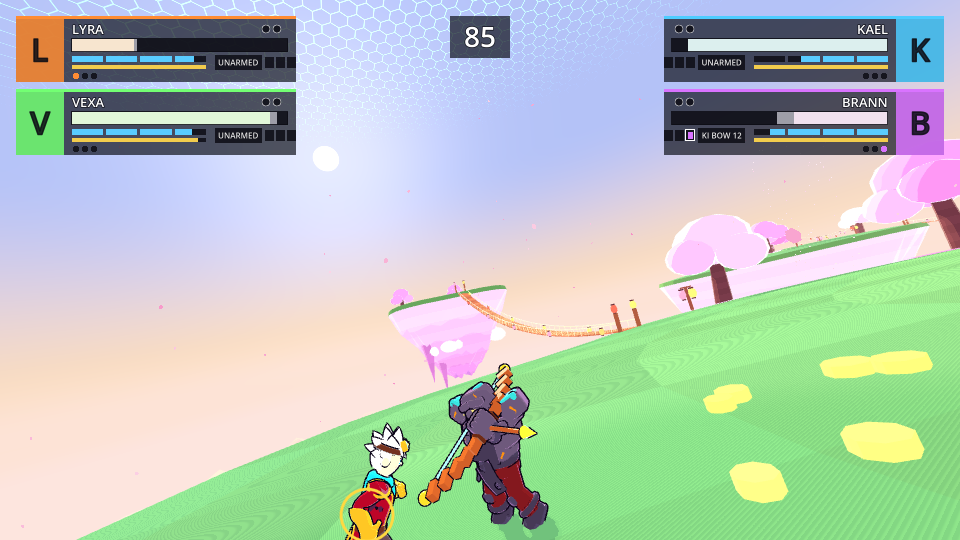 L
LYRA
UNARMED
85
KAEL
UNARMED
K
V
VEXA
UNARMED
BRANN
KI BOW 12
B